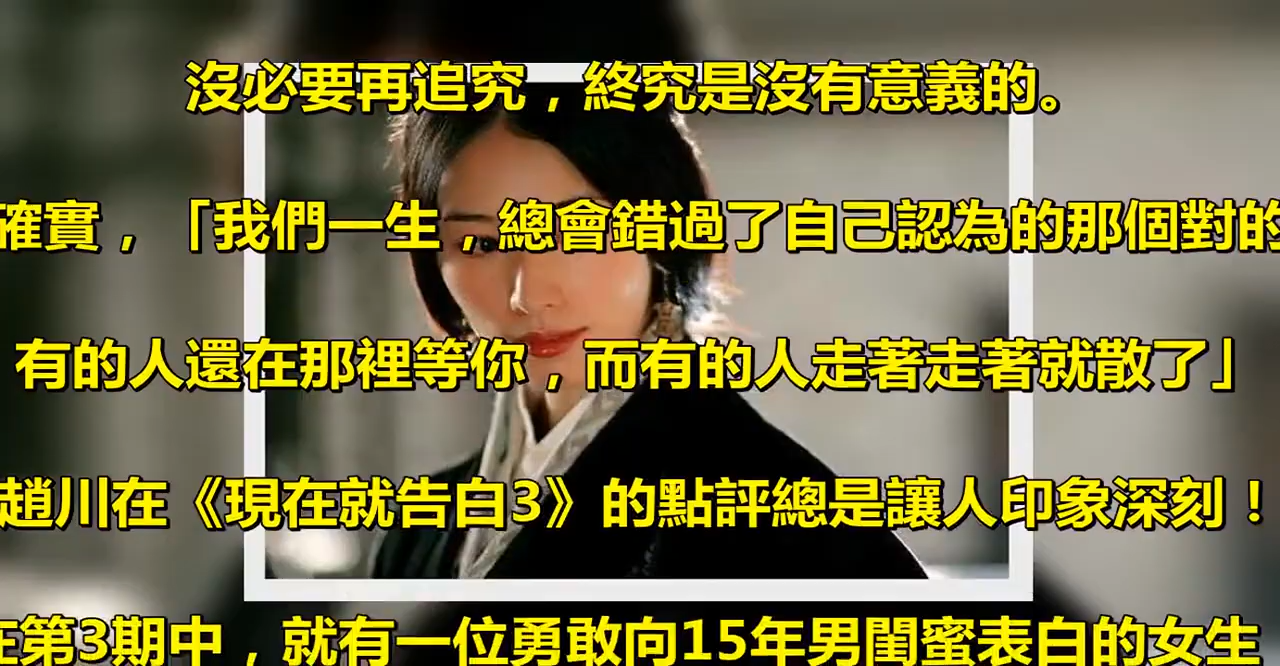 沒必要再追究，終究是沒有意義的。
確實，「我們一生，總會錯過了自己認為的那個對的
有的人還在那裡等你，而有的人走著走著就散了」
趙川在《現在就告白3》的點評總是讓人印象深刻！
在第3期中，就有一位勇敢向15年男閨蜜表白的女生